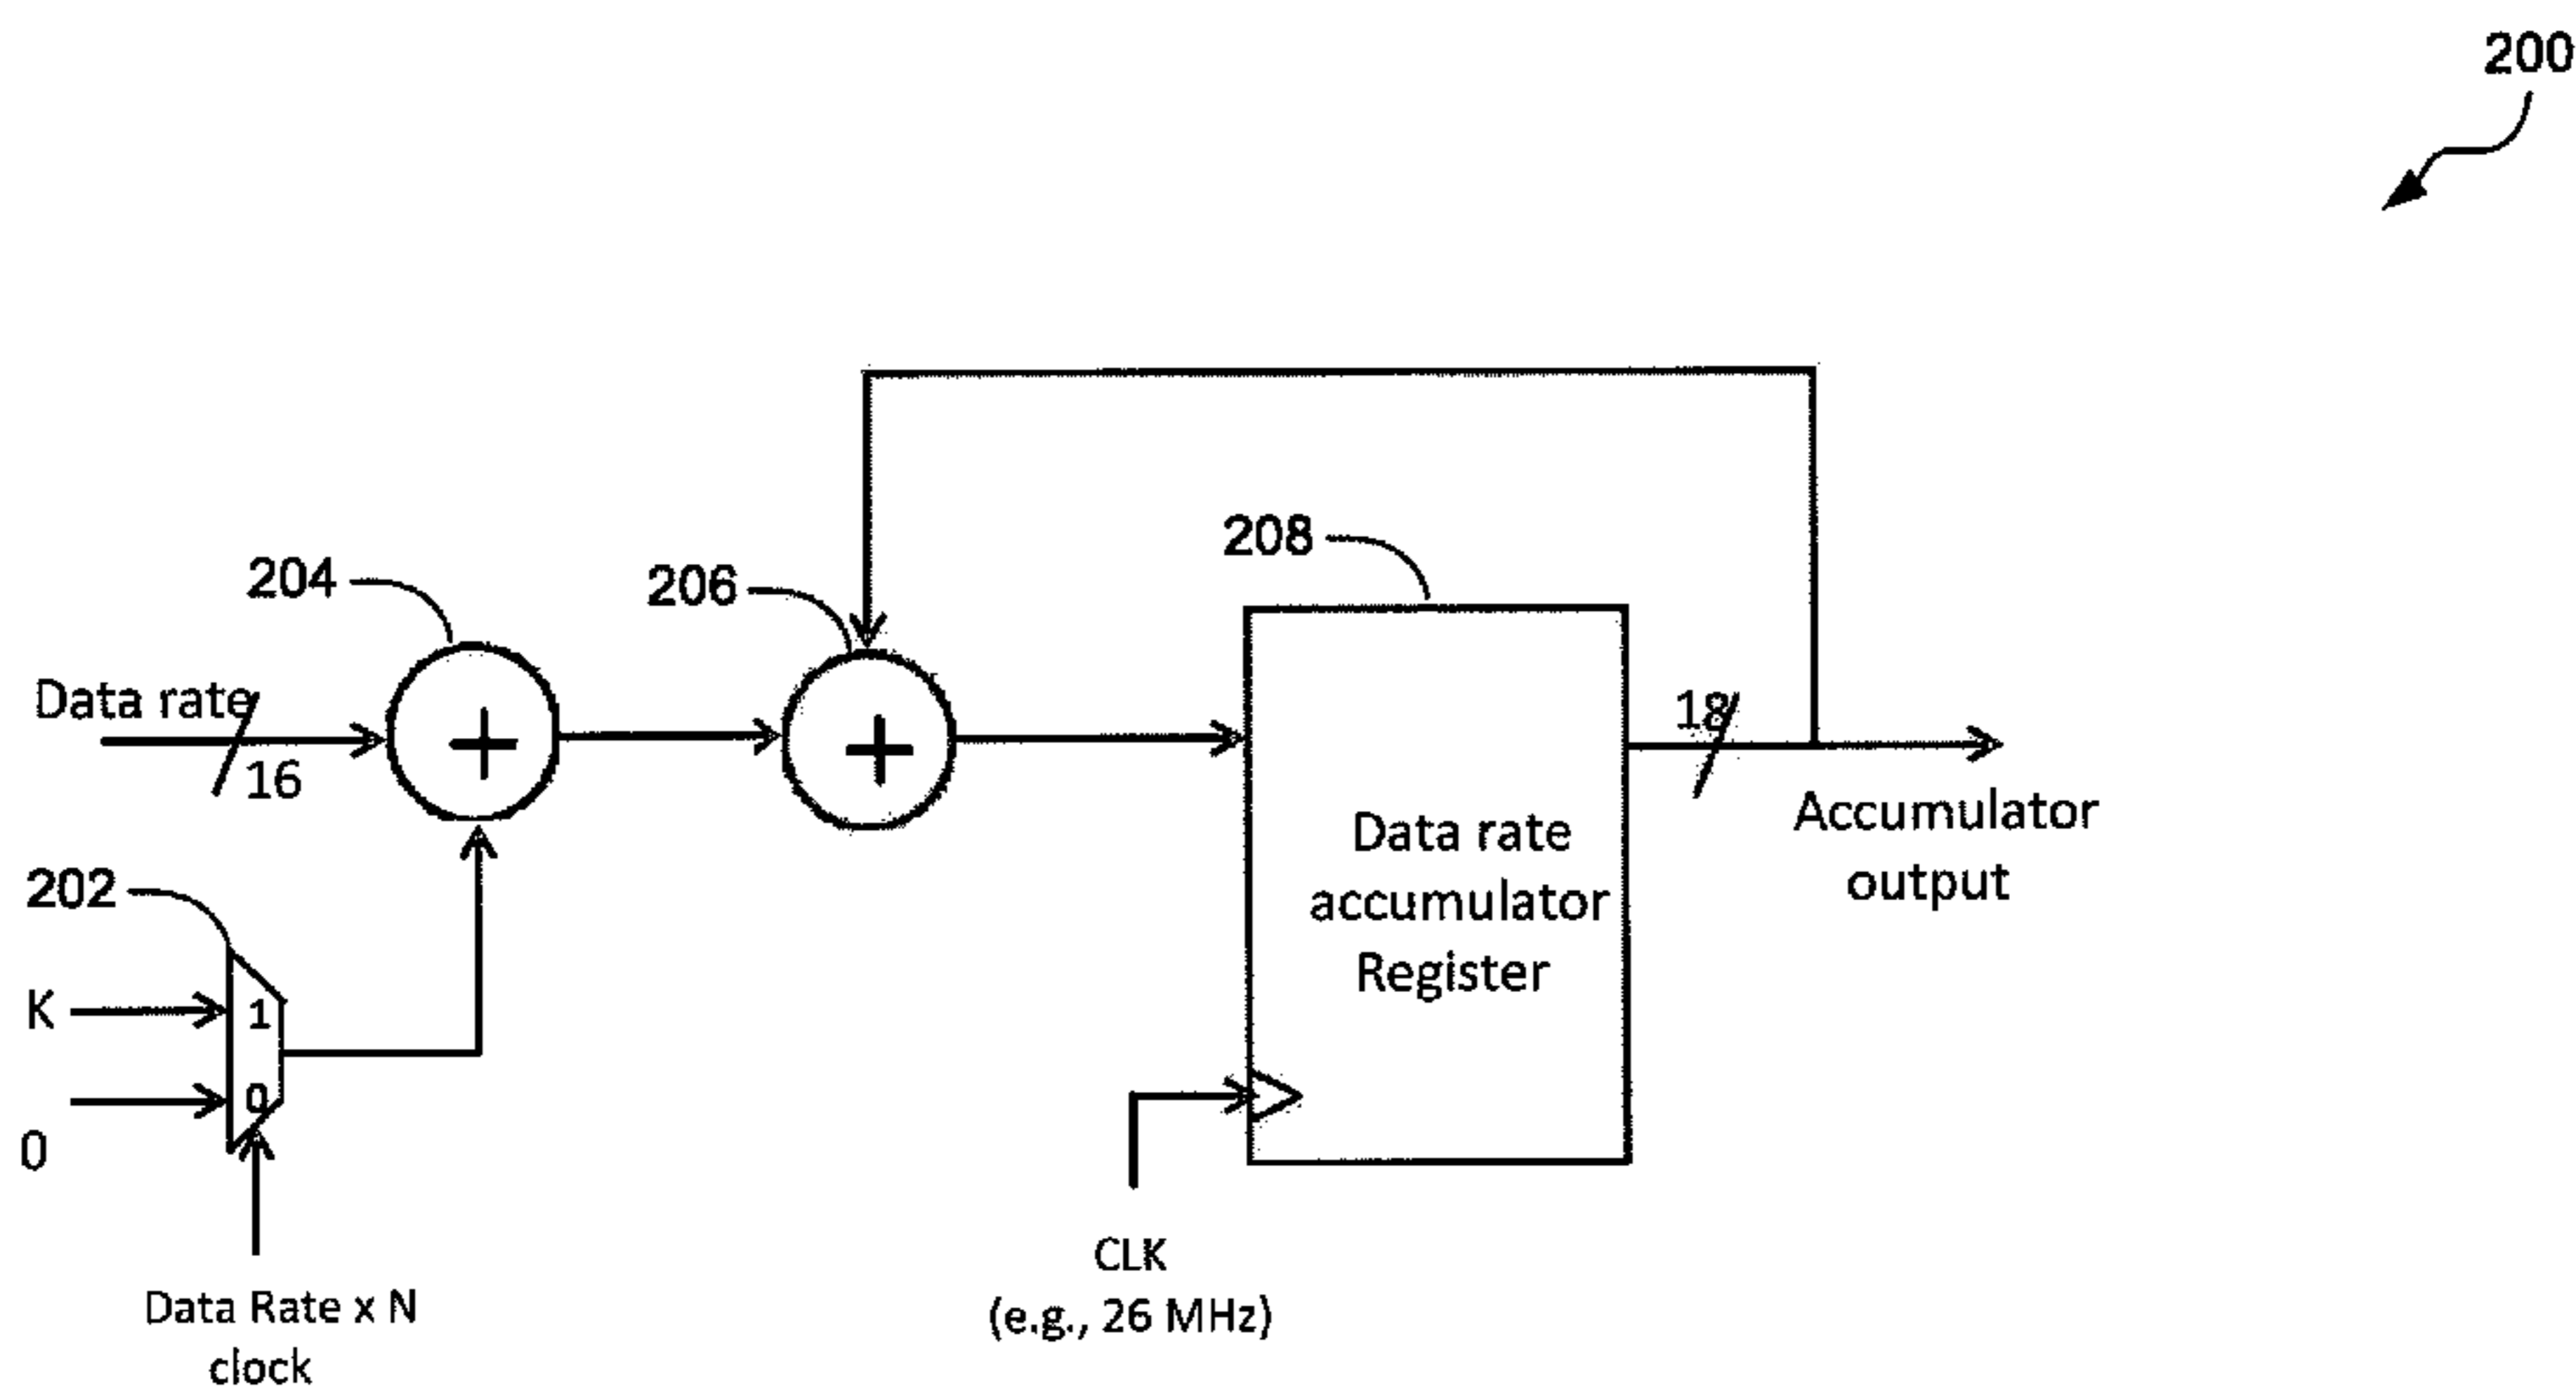 200
208
204
206
Data rate
18
16
Accumulator
output
Data rate
accumulator
Register
202
K
1
0
0
CLK
(e.g., 26 MHz)
Data Rate x N
clock